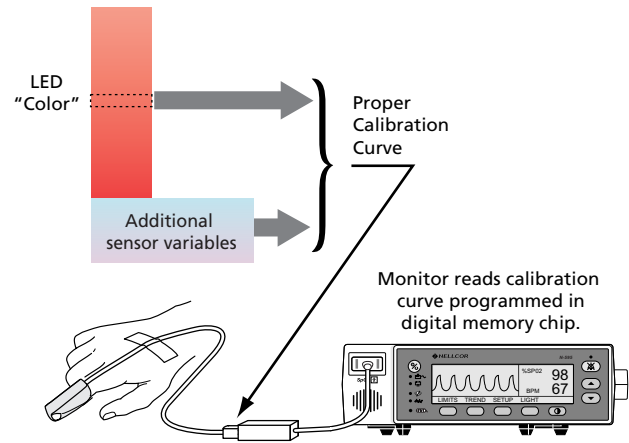 LED
“Color”
Proper
Calibration
Curve
Additional
sensor variables
Monitor reads calibration
curve programmed in
digital memory chip.
NELLCOR
%SPO2
98
BPM
67
LIMITS TREND SETUP LIGHT